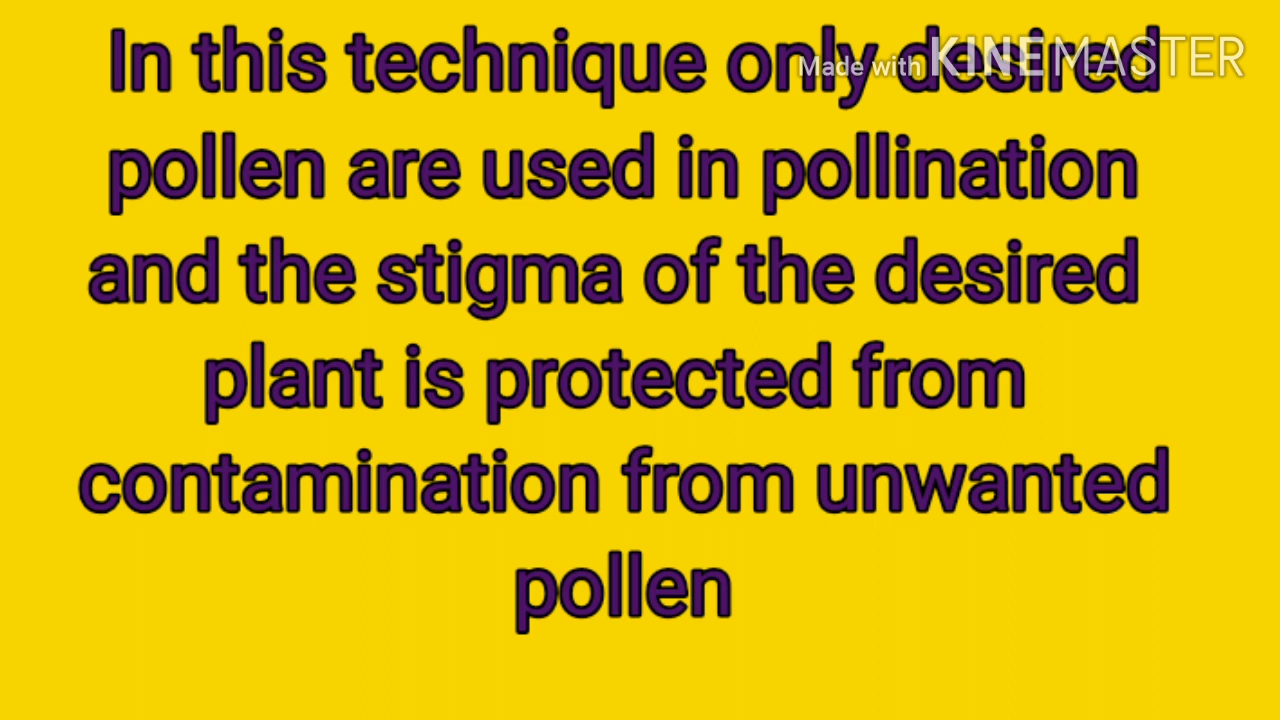 In this technique only desired
Made with KINEMASTER
pollen are used in pollination
and the stigma of the desired
plant is protected from
contamination from unwanted
pollen